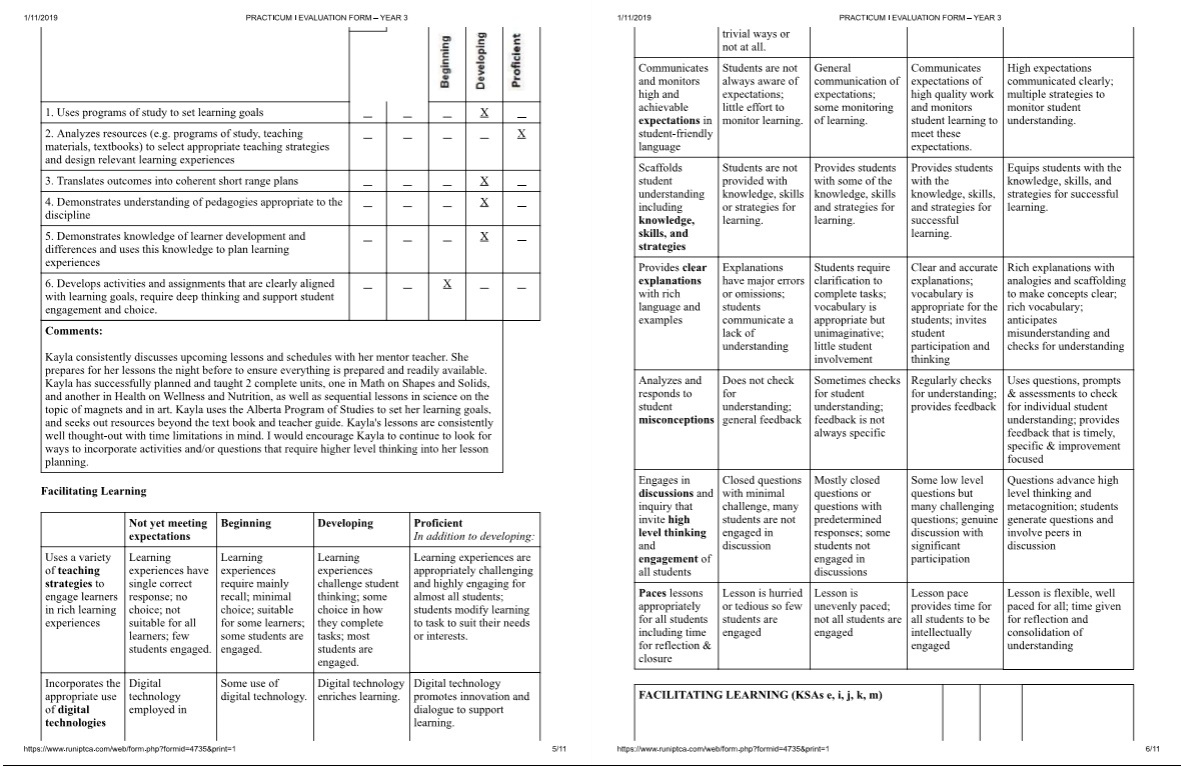 1/11/2019
PRACTICUM I EVALUATION FORM – YEAR 3
Beginning
Developing
Proficient
1. Uses programs of study to set learning goals
_ _ _ X _
2. Analyzes resources (e.g. programs of study, teaching
materials, textbooks) to select appropriate teaching strategies
and design relevant learning experiences
_ _ _ _ X
3. Translates outcomes into coherent short range plans
_ _ _ X _
4. Demonstrates understanding of pedagogies appropriate to the
discipline
_ _ _ X _
5. Demonstrates knowledge of learner development and
differences and uses this knowledge to plan learning
experiences
_ _ _ X _
6. Develops activities and assignments that are clearly aligned
with learning goals, require deep thinking and support student
engagement and choice.
_ _ X _ _
Comments:
Kayla consistently discusses upcoming lessons and schedules with her mentor teacher. She
prepares for her lessons the night before to ensure everything is prepared and readily available.
Kayla has successfully planned and taught 2 complete units, one in Math on Shapes and Solids,
and another in Health on Wellness and Nutrition, as well as sequential lessons in science on the
topic of magnets and in art. Kayla uses the Alberta Program of Studies to set her learning goals,
and seeks out resources beyond the text book and teacher guide. Kayla's lessons are consistently
well thought-out with time limitations in mind. I would encourage Kayla to continue to look for
ways to incorporate activities and/or questions that require higher level thinking into her lesson
planning.
Facilitating Learning
Not yet meeting
expectations
Beginning
Developing
Proficient
In addition to developing:
Uses a variety
of teaching
strategies to
engage learners
in rich learning
experiences
Learning
experiences have
single correct
response; no
choice; not
suitable for all
learners; few
students engaged.
Learning
experiences
require mainly
recall; minimal
choice; suitable
for some learners;
some students are
engaged.
Learning
experiences
challenge student
thinking; some
choice in how
they complete
tasks; most
students are
engaged.
Learning experiences are
appropriately challenging
and highly engaging for
almost all students;
students modify learning
to task to suit their needs
or interests.
Incorporates the
appropriate use
of digital
technologies
Digital
technology
employed in
Some use of
digital technology.
Digital technology
enriches learning.
Digital technology
promotes innovation and
dialogue to support
learning.
https://www.runiptca.com/web/form.php?formid=4735&print=1
5/11
1/11/2019
PRACTICUM I EVALUATION FORM – YEAR 3
trivial ways or
not at all.
Communicates
and monitors
high and
achievable
expectations in
student-friendly
language
Students are not
always aware of
expectations;
little effort to
monitor learning.
General
communication of
expectations;
some monitoring
of learning.
Communicates
expectations of
high quality work
and monitors
student learning to
meet these
expectations.
High expectations
communicated clearly;
multiple strategies to
monitor student
understanding.
Scaffolds
student
understanding
including
knowledge,
skills, and
strategies
Students are not
provided with
knowledge, skills
or strategies for
learning.
Provides students
with some of the
knowledge, skills
and strategies for
learning.
Provides students
with the
knowledge, skills,
and strategies for
successful
learning.
Equips students with the
knowledge, skills, and
strategies for successful
learning.
Provides clear
explanations
with rich
language and
examples
Explanations
have major errors
or omissions;
students
communicate a
lack of
understanding
Students require
clarification to
complete tasks;
vocabulary is
appropriate but
unimaginative;
little student
involvement
Clear and accurate
explanations;
vocabulary is
appropriate for the
students; invites
student
participation and
thinking
Rich explanations with
analogies and scaffolding
to make concepts clear;
rich vocabulary;
anticipates
misunderstanding and
checks for understanding
Analyzes and
responds to
student
misconceptions
Does not check
for
understanding;
general feedback
Sometimes checks
for student
understanding;
feedback is not
always specific
Regularly checks
for understanding;
provides feedback
Uses questions, prompts
& assessments to check
for individual student
understanding; provides
feedback that is timely,
specific & improvement
focused
Engages in
discussions and
inquiry that
invite high
level thinking
and
engagement of
all students
Closed questions
with minimal
challenge, many
students are not
engaged in
discussion
Mostly closed
questions or
questions with
predetermined
responses; some
students not
engaged in
discussions
Some low level
questions but
many challenging
questions; genuine
discussion with
significant
participation
Questions advance high
level thinking and
metacognition; students
generate questions and
involve peers in
discussion
Paces lessons
appropriately
for all students
including time
for reflection &
closure
Lesson is hurried
or tedious so few
students are
engaged
Lesson is
unevenly paced;
not all students are
engaged
Lesson pace
provides time for
all students to be
intellectually
engaged
Lesson is flexible, well
paced for all; time given
for reflection and
consolidation of
understanding
FACILITATING LEARNING (KSAs e, i, j, k, m)
https://www.runiptca.com/web/form.php?formid=4735&print=1
6/11